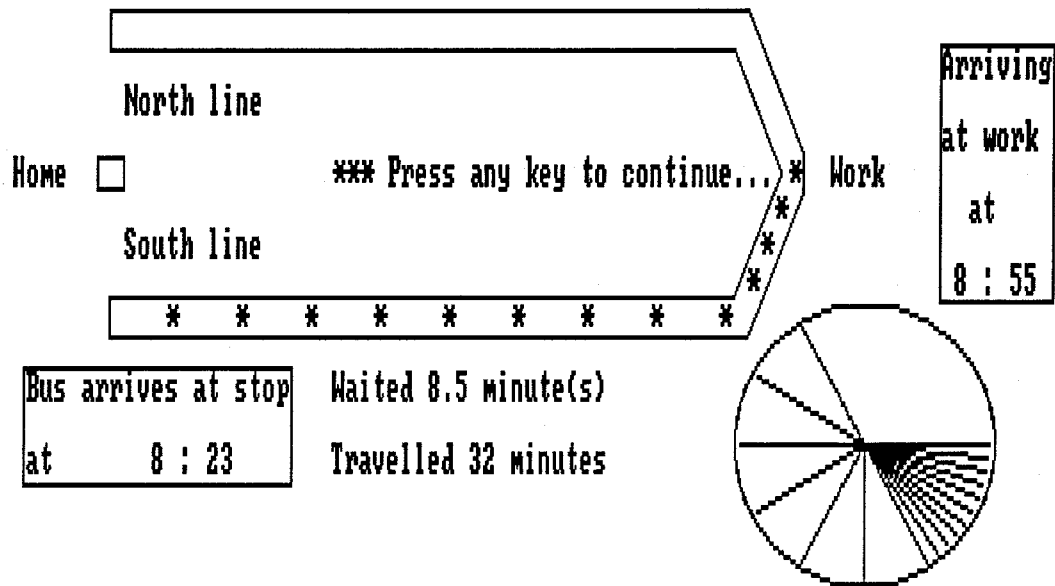 North line
Home
*** Press any key to continue... *
Work
*
South line
*
*
* * * * * * * * *
Arriving
at work
at
8 : 55
Bus arrives at stop
at 8 : 23
Waited 8.5 minute(s)
Travelled 32 minutes